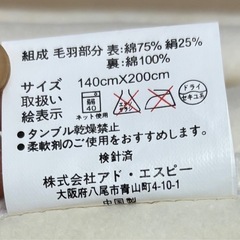 組成 毛羽部分 表:綿75% 絹25%
裏:綿100%
サイズ 140cmX200cm
取扱い
絵表示
弱
40
ネット使用
ドライ
セキユ系
●タンブル乾燥禁止
●柔軟剤のご使用をおすすめします
検針済
株式会社アド・エスピー
大阪府八尾市青山町4-10-1
中国製